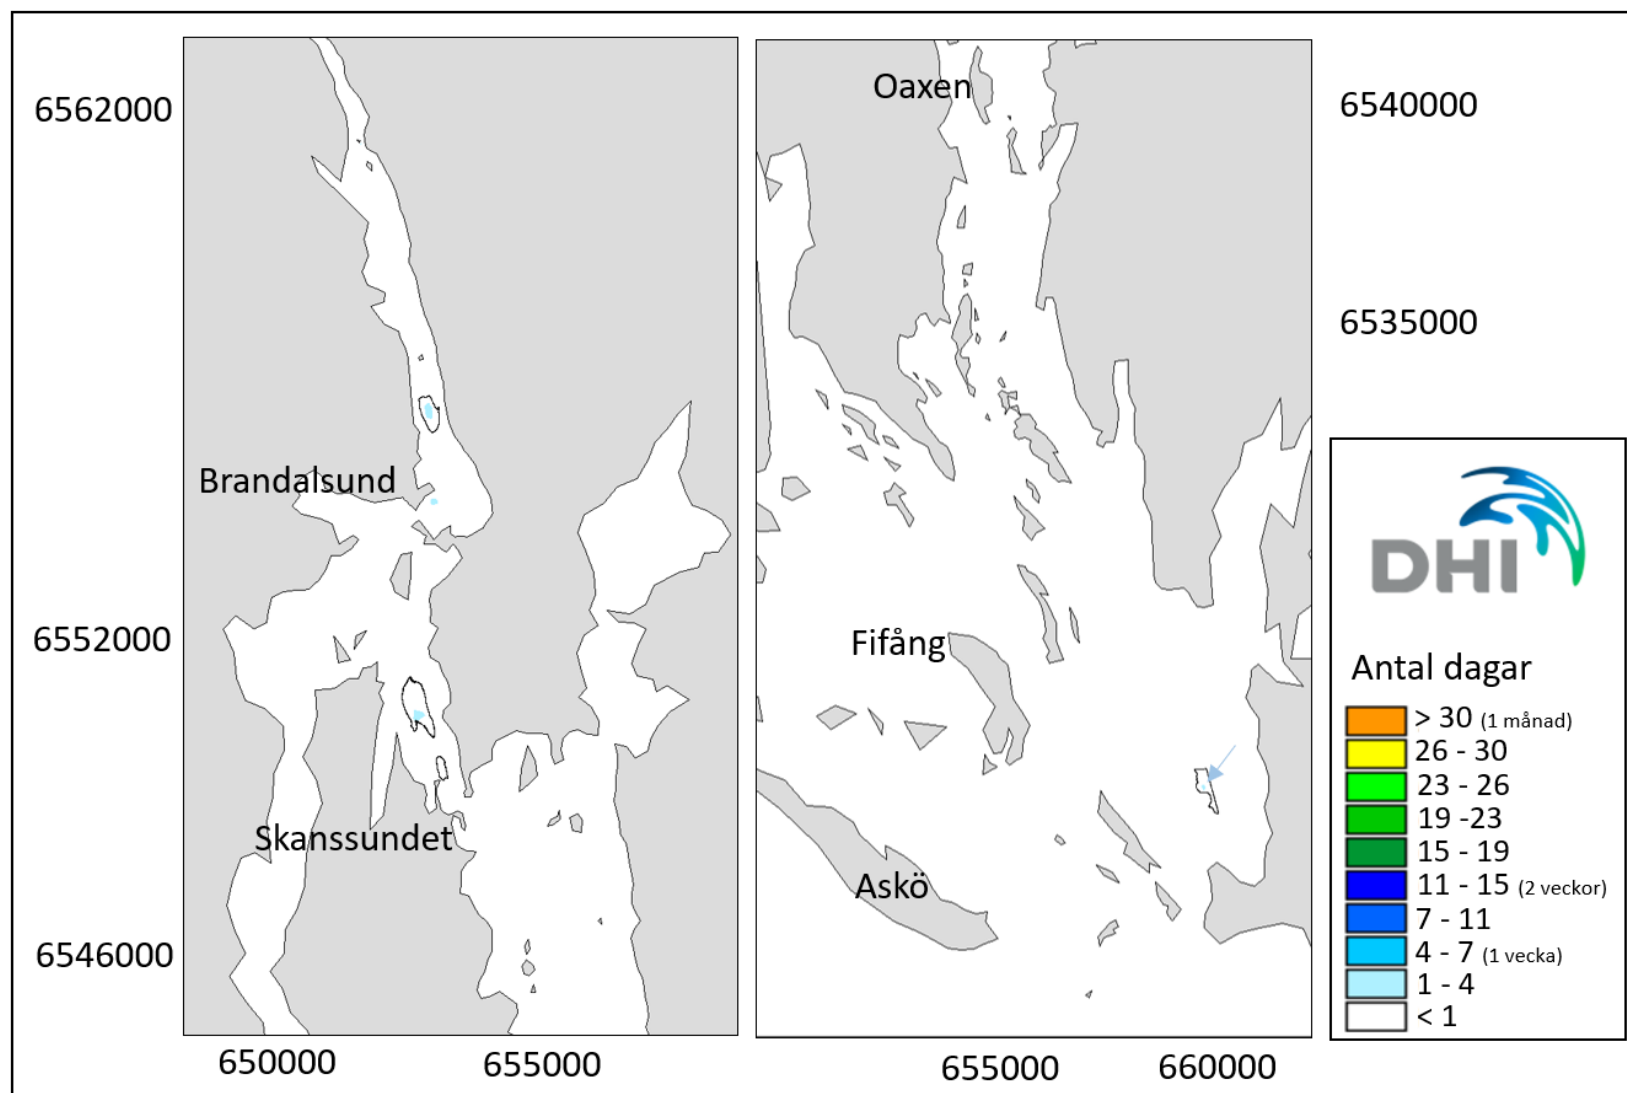 6562000
Brandalsund
6552000
Skanssundet
6546000
650000
655000
Oaxen
6540000
6535000
Fifång
Askö
655000
660000
DHI
Antal dagar
> 30 (1 månad)
26 - 30
23 - 26
19 -23
15 - 19
11 - 15 (2 veckor)
7 - 11
4 - 7 (1 vecka)
1 - 4
< 1